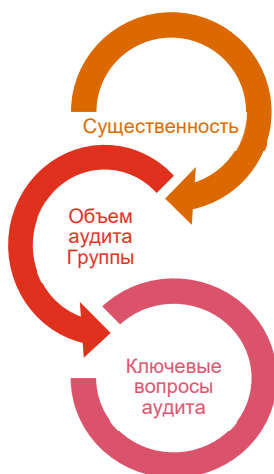 Существенность
Объем
аудита
Группы
Ключевые
вопросы
аудита